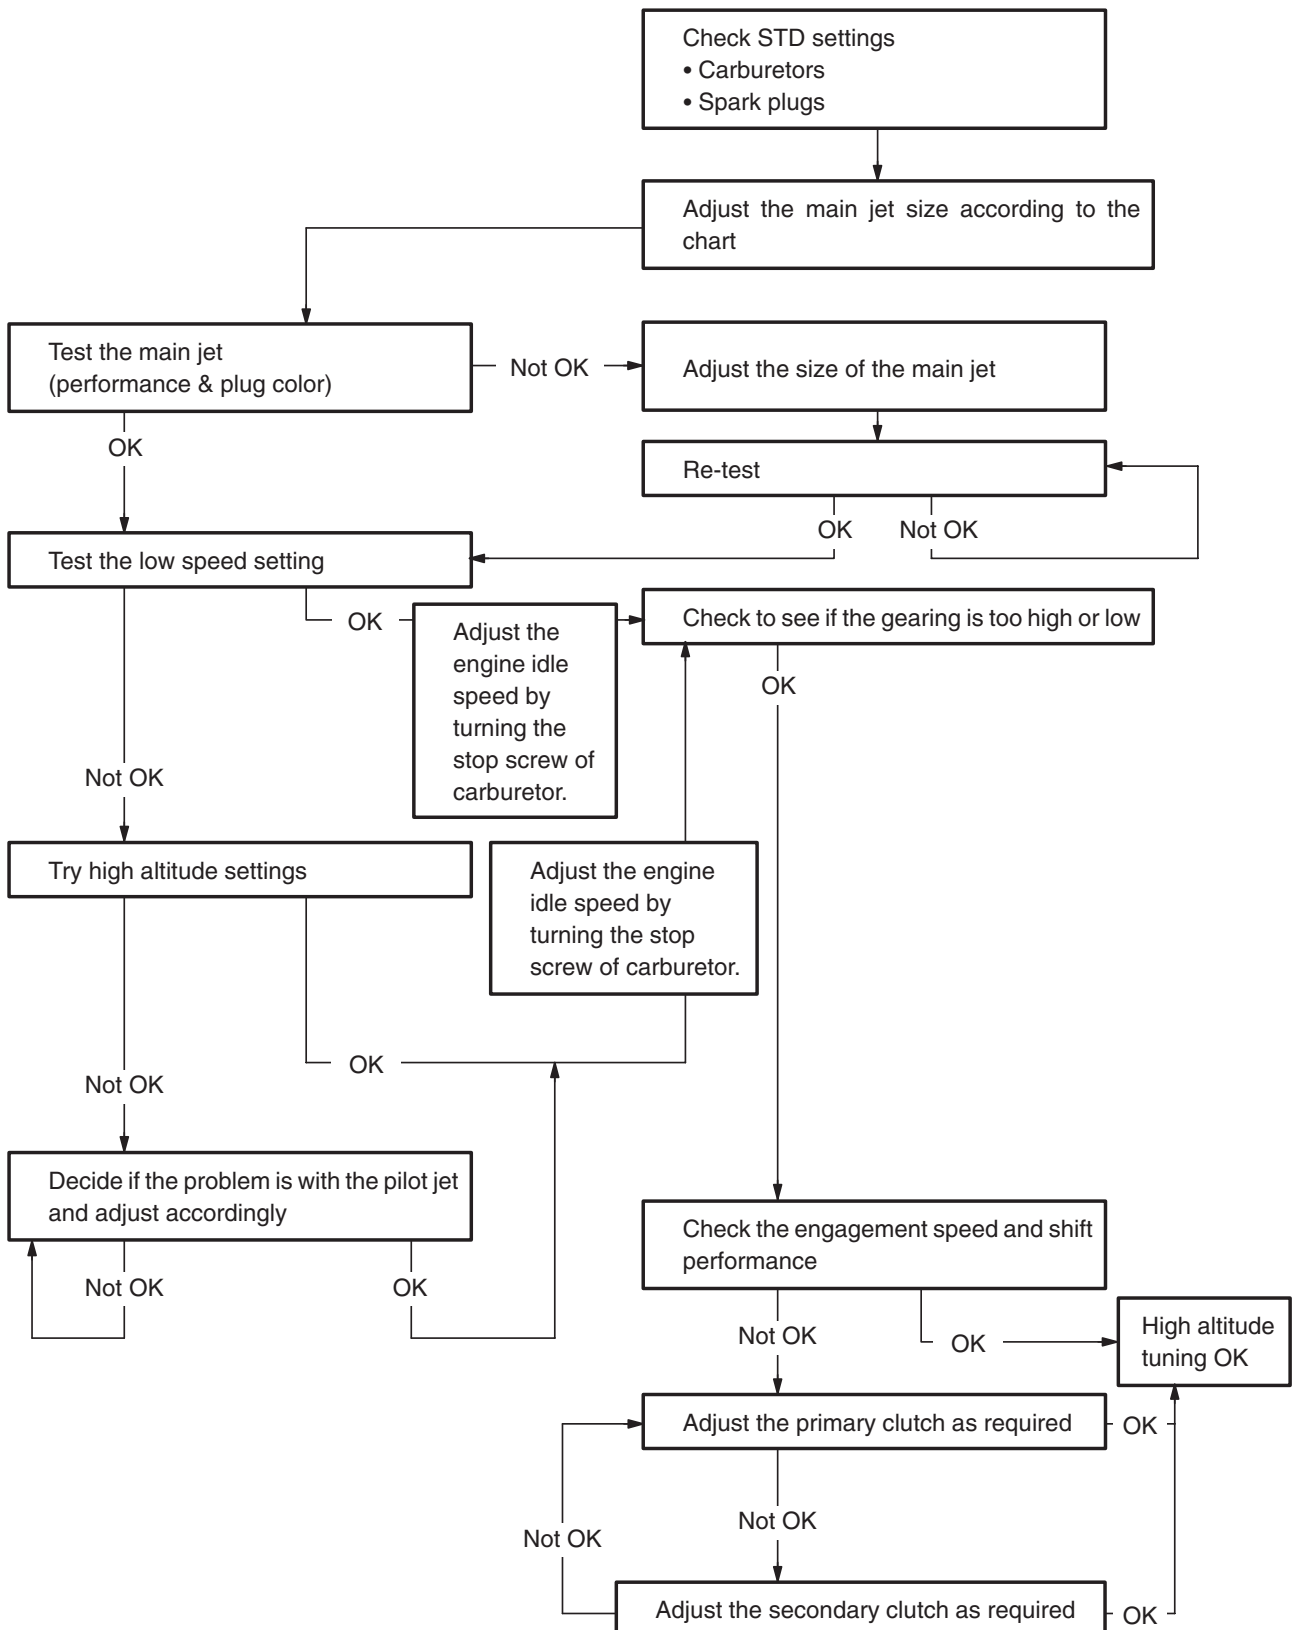 Check STD settings
• Carburetors
• Spark plugs
Adjust the main jet size according to the
chart
Test the main jet
(performance & plug color)
Not OK
Adjust the size of the main jet
OK
Re-test
OK
Not OK
Test the low speed setting
OK
Adjust the
engine idle
speed by
turning the
stop screw of
carburetor.
Check to see if the gearing is too high or low
OK
Not OK
Try high altitude settings
Adjust the engine
idle speed by
turning the stop
screw of carburetor.
OK
Not OK
Decide if the problem is with the pilot jet
and adjust accordingly
Not OK
OK
Check the engagement speed and shift
performance
Not OK
OK
High altitude
tuning OK
Adjust the primary clutch as required
OK
Not OK
Not OK
Adjust the secondary clutch as required
OK